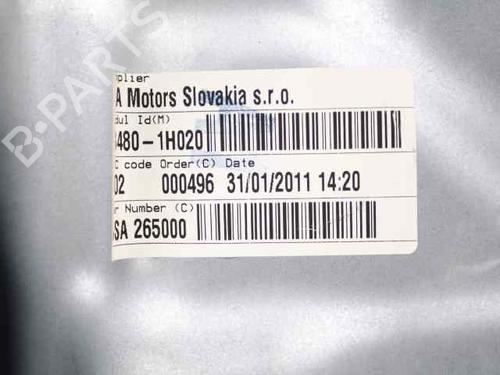 B-PARTS
plier
A Motors Slovakia s.r.o.
dul Id(M)
480-1H020
C code Order(C) Date
02 000496 31/01/2011 14:20
r Number (C)
SA 265000